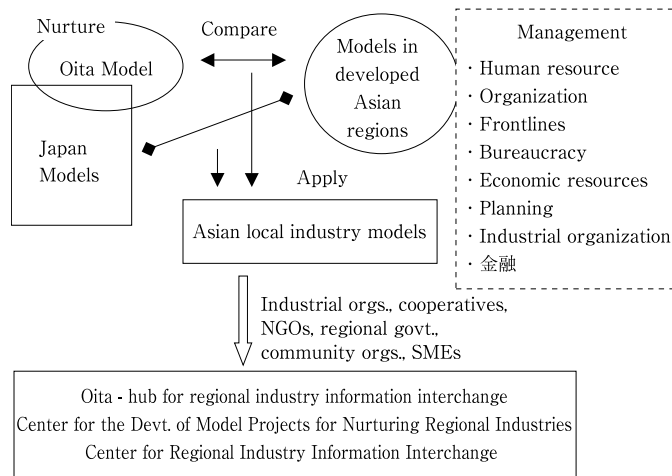 Nurture
Oita Model
Japan
Models
Compare
Models in
developed
Asian
regions
Apply
Asian local industry models
Industrial orgs., cooperatives,
NGOs, regional govt.,
community orgs., SMEs
Oita - hub for regional industry information interchange
Center for the Devt. of Model Projects for Nurturing Regional Industries
Center for Regional Industry Information Interchange
Management
・Human resource
・Organization
・Frontlines
・Bureaucracy
・Economic resources
・Planning
・Industrial organization
・金融